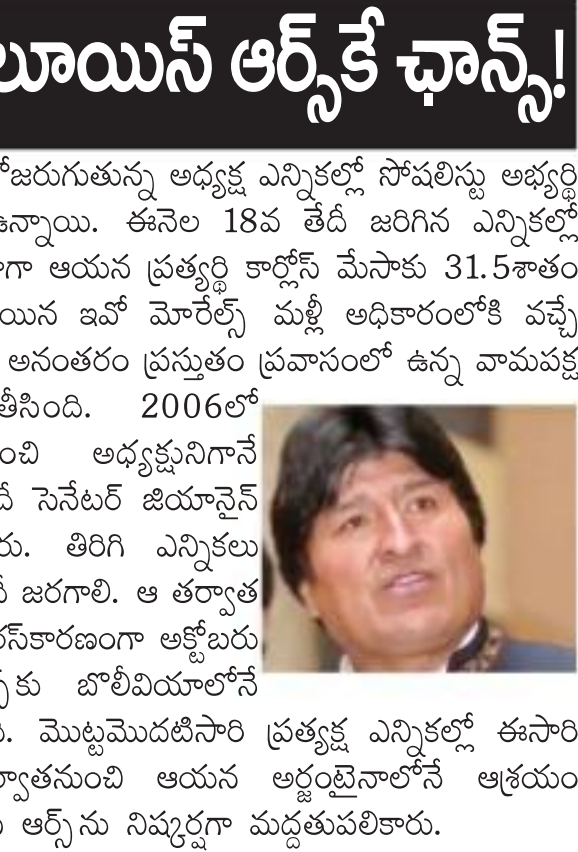 లూయిస్ ఆర్స్‌కే ఛాన్స్!
జరుగుతున్న అధ్యక్ష ఎన్నికల్లో సోషలిస్టు అభ్యర్థి
ఉన్నాయి. ఈనెల 18వ తేదీ జరిగిన ఎన్నికల్లో
ఆయన ప్రత్యర్థి కార్లోస్ మేసాకు 31.5శాతం
యిన ఇవో మోరేల్స్ మళ్లీ అధికారంలోకి వచ్చే
అనంతరం ప్రస్తుతం ప్రవాసంలో ఉన్న వామపక్ష
తీసింది. 2006లో
ంచి అధ్యక్షునిగానే
సెనేటర్ జియానైన్
రు. తిరిగి ఎన్నికలు
జరగాలి. ఆ తర్వాత
రస్‌కారణంగా అక్టోబరు
స్‌కు బొలీవియాలోనే
మొట్టమొదటిసారి ప్రత్యక్ష ఎన్నికల్లో ఈసారి
ర్వాతనుంచి ఆయన అర్జంటైనాలోనే ఆశ్రయం
ఆర్స్‌ను నిష్కర్షగా మద్దతుపలికారు.